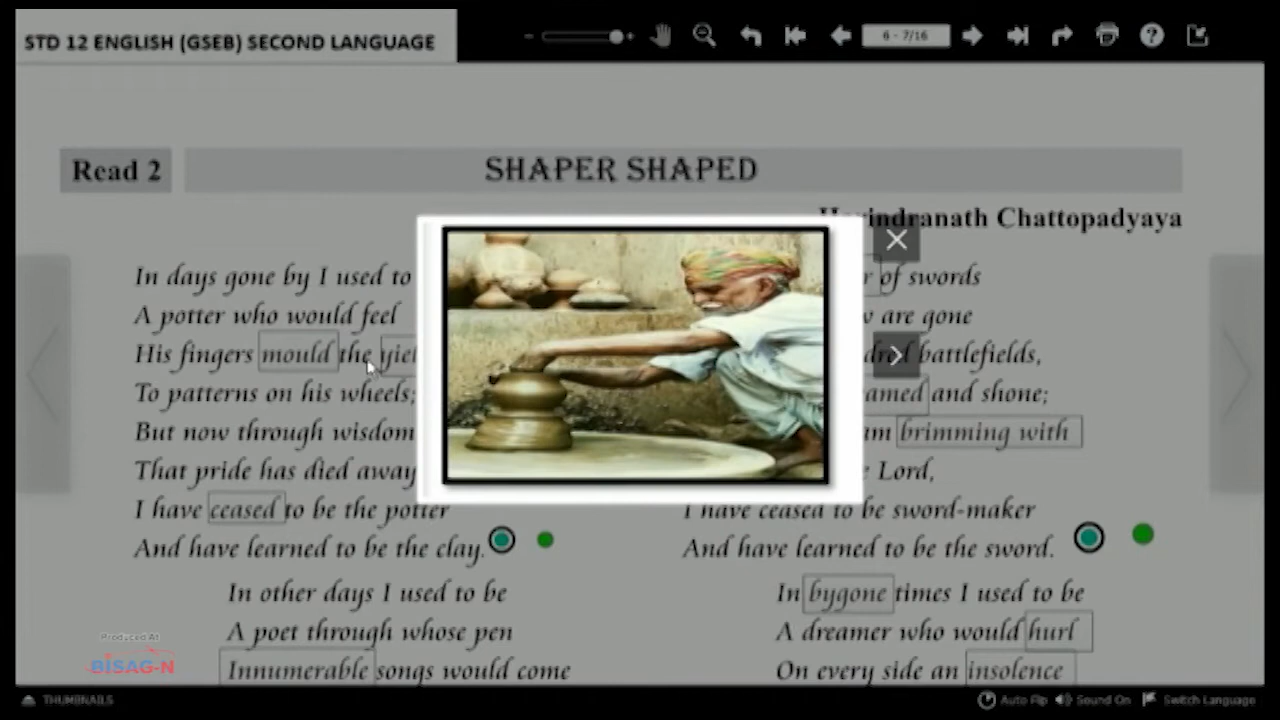 STD 12 ENGLISH (GSEB) SECOND LANGUAGE
6 - 7/16
Read 2
SHAPER SHAPED
Chattopadyaya
In days gone by I used to
A potter who would feel
His fingers mould the
To patterns on his wheels;
But now through wisdom
That pride has died away
I have ceased to be the potter
And have learned to be the clay.
In other days I used to be
A poet through whose pen
Innumerable songs would come
of swords
are gone
battlefields,
and shone;
brimming with
Lord,
I have ceased to be sword-maker
And have learned to be the sword.
In bygone times I used to be
A dreamer who would hurl
On every side an insolence
Produced At
BISAG-N
THUMBNAILS
Auto Flip
Sound On
Switch Language